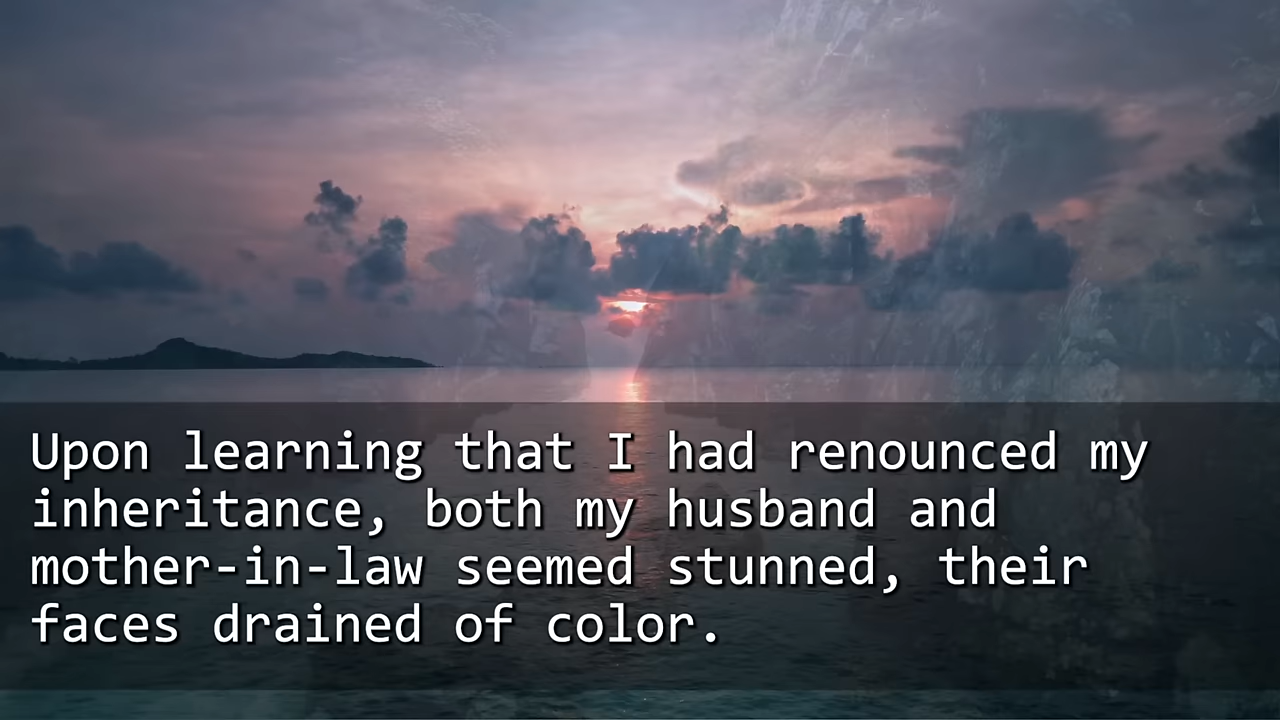 Upon learning that I had renounced my
inheritance, both my husband and
mother-in-law seemed stunned, their
faces drained of color.